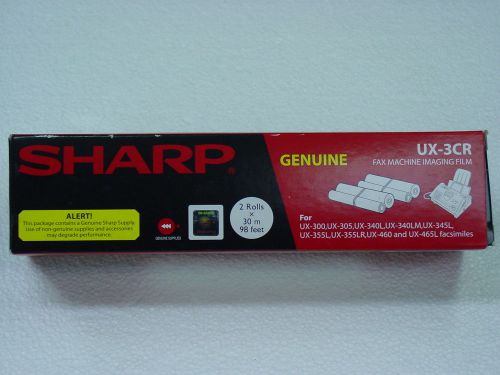 SHARP®
GENUINE
UX-3CR
FAX MACHINE IMAGING FILM
ALERT!
This package contains a Genuine Sharp Supply.
Use of non-genuine supplies and accessories
may degrade performance.
GENUINE SUPPLIES
2 Rolls
×
30 m
98 feet
For
UX-300,UX-305,UX-340L,UX-340LM,UX-345L,
UX-355L,UX-355LR,UX-460 and UX-465L facsimiles